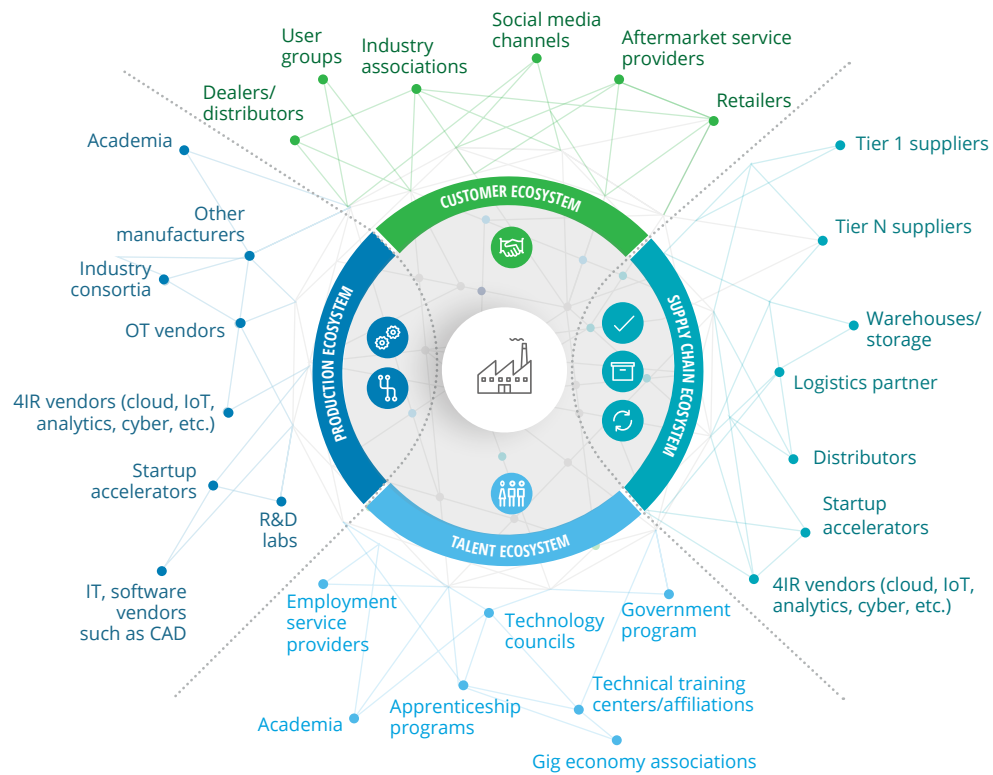 Social media
channels
User
groups
Industry
associations
Aftermarket service
providers
Dealers/
distributors
Retailers
Academia
Other
manufacturers
Industry
consortia
OT vendors
4IR vendors (cloud, IoT,
analytics, cyber, etc.)
Startup
accelerators
R&D
labs
IT, software
vendors
such as CAD
CUSTOMER ECOSYSTEM
PRODUCTION ECOSYSTEM
SUPPLY CHAIN ECOSYSTEM
TALENT ECOSYSTEM
Tier 1 suppliers
Tier N suppliers
Warehouses/
storage
Logistics partner
Distributors
Startup
accelerators
4IR vendors (cloud, IoT,
analytics, cyber, etc.)
Employment
service
providers
Technology
councils
Government
program
Academia
Apprenticeship
programs
Technical training
centers/affiliations
Gig economy associations